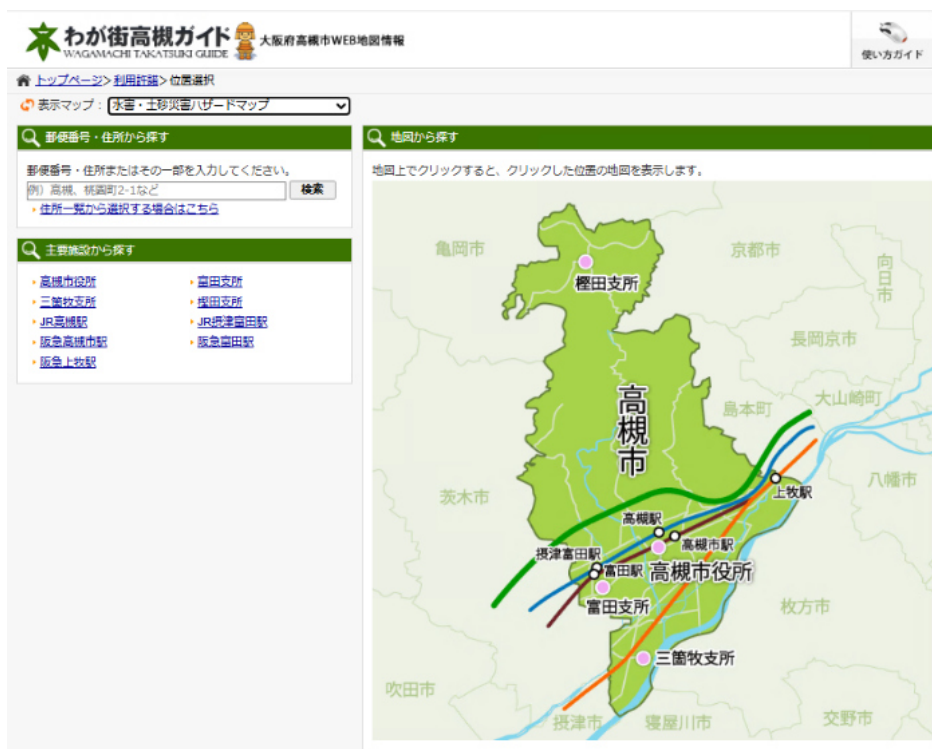 わが街高槻ガイド
WAGAMACHI TAKATSUKI GUIDE
大阪府高槻市WEB地図情報
使い方ガイド
トップページ>利用許諾>位置選択
表示マップ： 水害・土砂災害ハザードマップ
郵便番号・住所から探す
郵便番号・住所またはその一部を入力してください。
例）高槻、桃園町2-1など
検索
住所一覧から選択する場合はこちら
主要施設から探す
高槻市役所
富田支所
三箇牧支所
樫田支所
JR高槻駅
JR摂津富田駅
阪急高槻市駅
阪急富田駅
阪急上牧駅
地図から探す
地図上でクリックすると、クリックした位置の地図を表示します。
亀岡市
京都市
向日市
樫田支所
長岡京市
高槻市
島本町
大山崎町
八幡市
茨木市
上牧駅
高槻駅
高槻市駅
摂津富田駅
富田駅
高槻市役所
富田支所
枚方市
三箇牧支所
吹田市
摂津市
寝屋川市
交野市